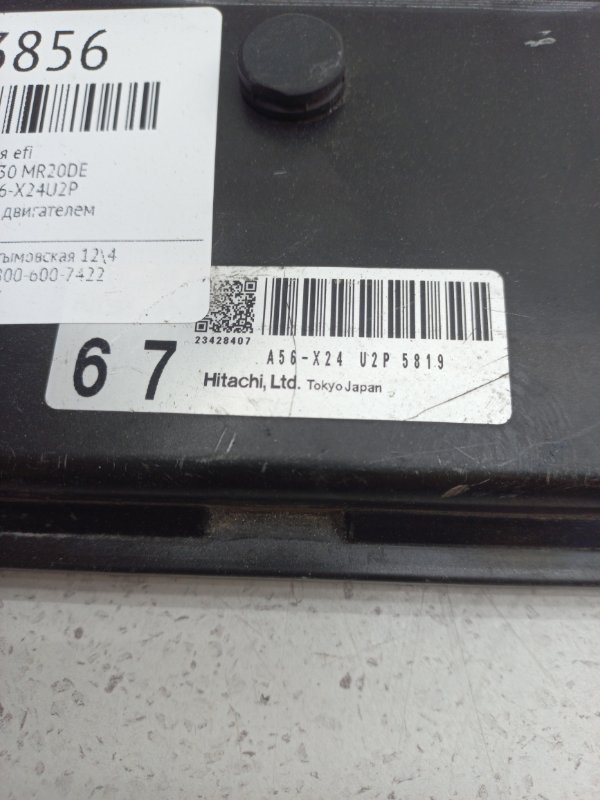 3856
я efi
30 MR20DE
6-X24U2P
двигателем
тымовская 12\4
800-600-7422
23428407
67
A56-X24 U2P 5819
Hitachi, Ltd. Tokyo Japan